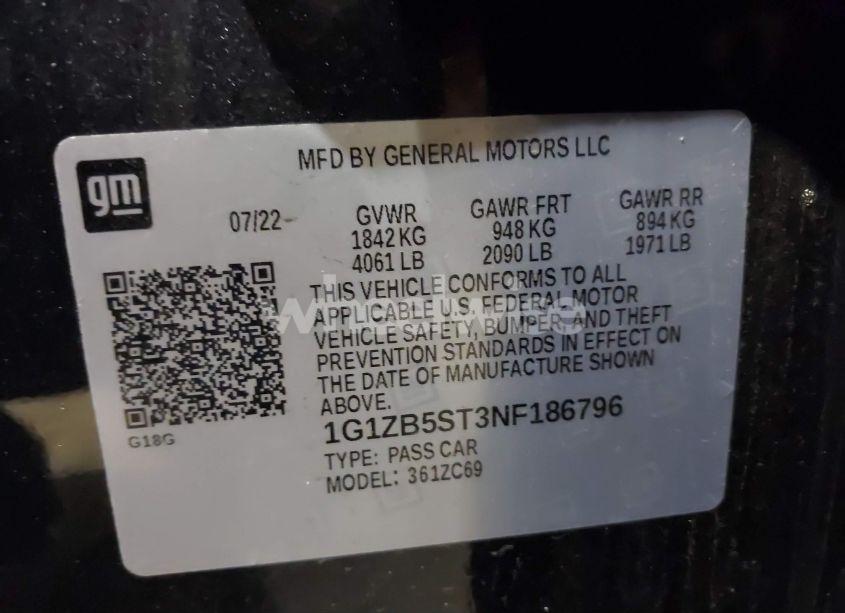 gm
MFD BY GENERAL MOTORS LLC
07/22 GVWR GAWR FRT GAWR RR
1842 KG 948 KG 894 KG
4061 LB 2090 LB 1971 LB
THIS VEHICLE CONFORMS TO ALL
APPLICABLE U.S. FEDERAL MOTOR
VEHICLE SAFETY, BUMPER, AND THEFT
PREVENTION STANDARDS IN EFFECT ON
THE DATE OF MANUFACTURE SHOWN
ABOVE.
G18G
1G1ZB5ST3NF186796
TYPE: PASS CAR
MODEL: 361ZC69